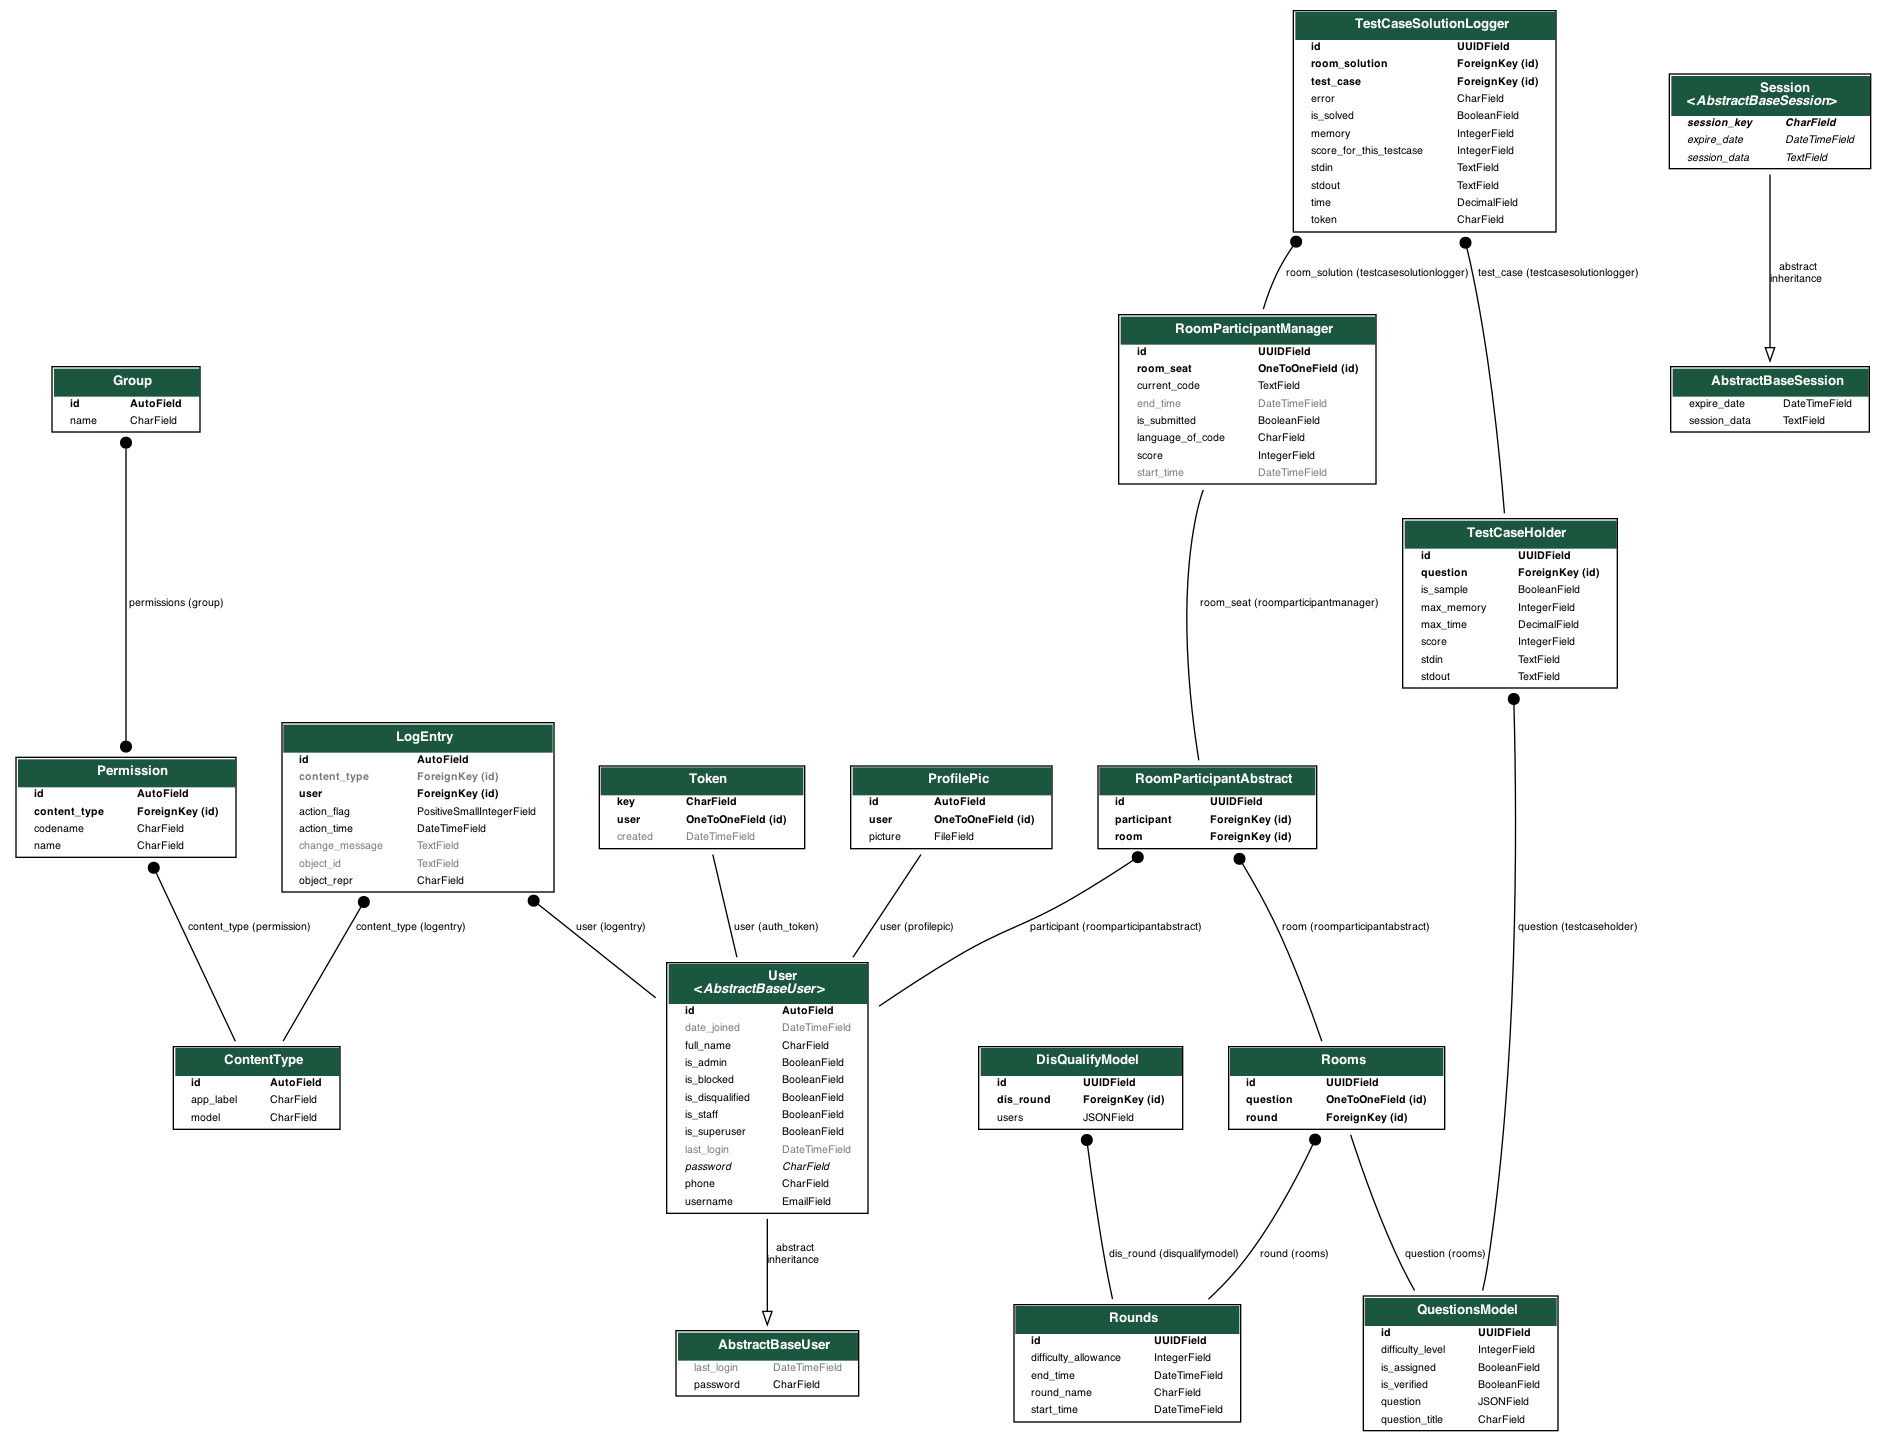 TestCaseSolutionLogger
id UUIDField
room_solution ForeignKey (id)
test_case ForeignKey (id)
error CharField
is_solved BooleanField
memory IntegerField
score_for_this_testcase IntegerField
stdin TextField
stdout TextField
time DecimalField
token CharField
Session
<AbstractBaseSession>
session_key CharField
expire_date DateTimeField
session_data TextField
room_solution (testcasesolutionlogger)
test_case (testcasesolutionlogger)
abstract
inheritance
RoomParticipantManager
id UUIDField
room_seat OneToOneField (id)
current_code TextField
end_time DateTimeField
is_submitted BooleanField
language_of_code CharField
score IntegerField
start_time DateTimeField
Group
id AutoField
name CharField
AbstractBaseSession
expire_date DateTimeField
session_data TextField
TestCaseHolder
id UUIDField
question ForeignKey (id)
is_sample BooleanField
max_memory IntegerField
max_time DecimalField
score IntegerField
stdin TextField
stdout TextField
permissions (group)
room_seat (roomparticipantmanager)
Permission
id AutoField
content_type ForeignKey (id)
codename CharField
name CharField
LogEntry
id AutoField
content_type ForeignKey (id)
user ForeignKey (id)
action_flag PositiveSmallIntegerField
action_time DateTimeField
change_message TextField
object_id TextField
object_repr CharField
Token
key CharField
user OneToOneField (id)
created DateTimeField
ProfilePic
id AutoField
user OneToOneField (id)
picture FileField
RoomParticipantAbstract
id UUIDField
participant ForeignKey (id)
room ForeignKey (id)
content_type (permission)
content_type (logentry)
user (logentry)
user (auth_token)
user (profilepic)
participant (roomparticipantabstract)
room (roomparticipantabstract)
question (testcaseholder)
ContentType
id AutoField
app_label CharField
model CharField
User
<AbstractBaseUser>
id AutoField
date_joined DateTimeField
full_name CharField
is_admin BooleanField
is_blocked BooleanField
is_disqualified BooleanField
is_staff BooleanField
is_superuser BooleanField
last_login DateTimeField
password CharField
phone CharField
username EmailField
DisQualifyModel
id UUIDField
dis_round ForeignKey (id)
users JSONField
Rooms
id UUIDField
question OneToOneField (id)
round ForeignKey (id)
abstract
inheritance
dis_round (disqualifymodel)
round (rooms)
question (rooms)
AbstractBaseUser
last_login DateTimeField
password CharField
Rounds
id UUIDField
difficulty_allowance IntegerField
end_time DateTimeField
round_name CharField
start_time DateTimeField
QuestionsModel
id UUIDField
difficulty_level IntegerField
is_assigned BooleanField
is_verified BooleanField
question JSONField
question_title CharField